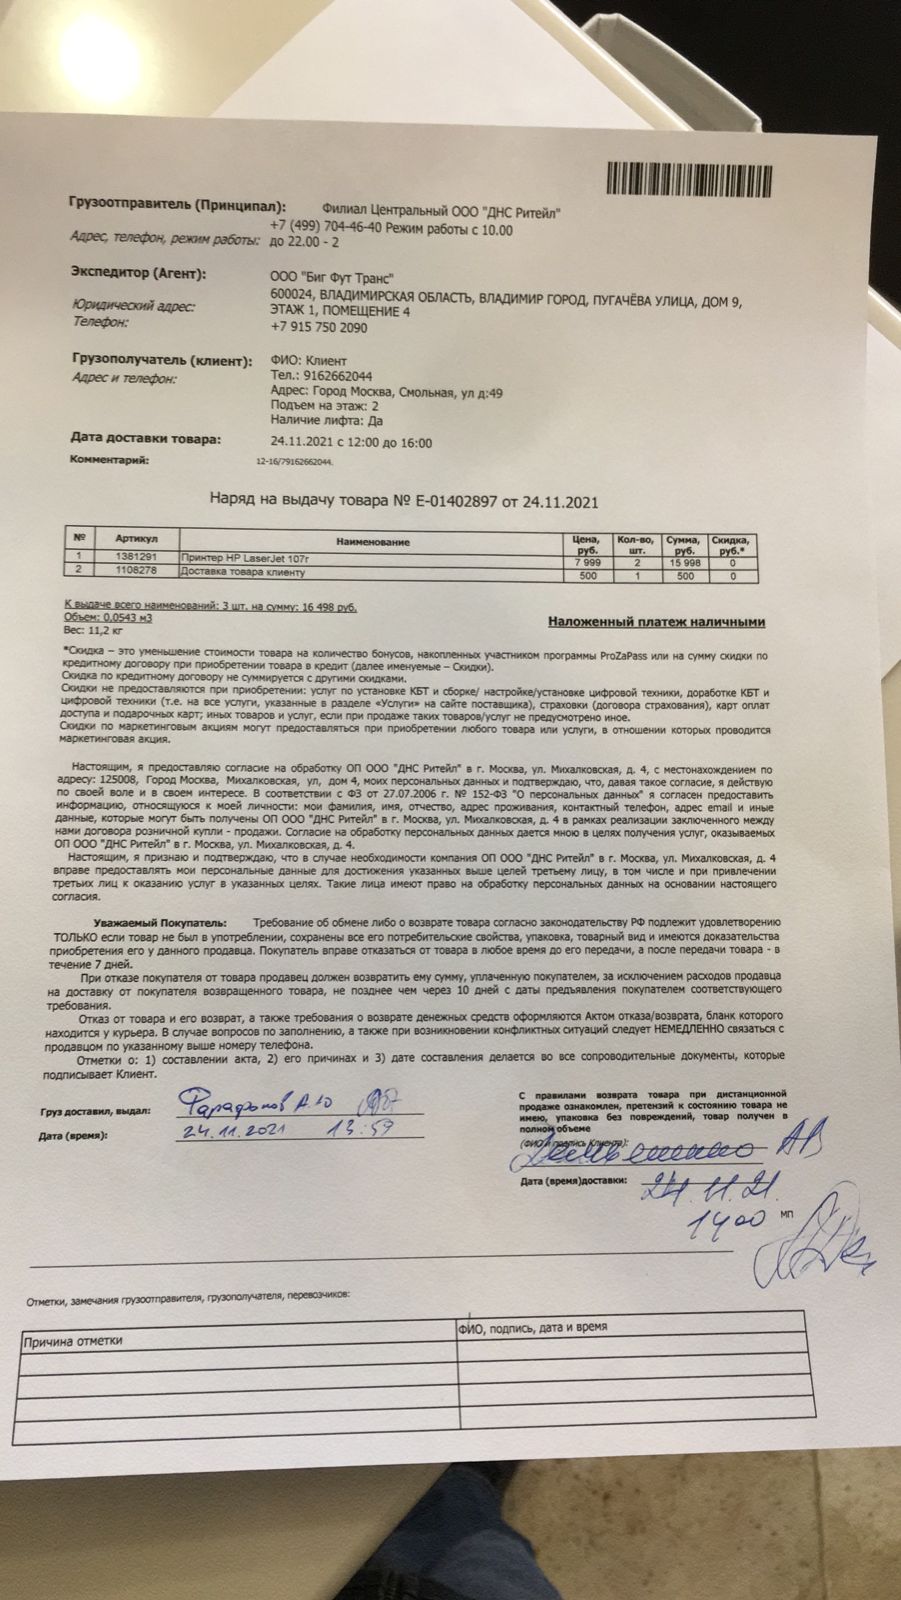 Грузоотправитель (Принципал): Филиал Центральный ООО "ДНС Ритейл"
Адрес, телефон, режим работы: +7 (499) 704-46-40 Режим работы с 10.00
до 22.00 - 2
Экспедитор (Агент): ООО "Биг Фут Транс"
Юридический адрес: 600024, ВЛАДИМИРСКАЯ ОБЛАСТЬ, ВЛАДИМИР ГОРОД, ПУГАЧЁВА УЛИЦА, ДОМ 9,
ЭТАЖ 1, ПОМЕЩЕНИЕ 4
Телефон: +7 915 750 2090
Грузополучатель (клиент): ФИО: Клиент
Адрес и телефон: Тел.: 9162662044
Адрес: Город Москва, Смольная, ул д:49
Подъем на этаж: 2
Наличие лифта: Да
Дата доставки товара: 24.11.2021 с 12:00 до 16:00
Комментарий: 12-16/79162662044.
Наряд на выдачу товара № Е-01402897 от 24.11.2021
№ Артикул Наименование Цена, руб. Кол-во, шт. Сумма, руб. Скидка, руб.*
1 1381291 Принтер HP LaserJet 107r 7 999 2 15 998 0
2 1108278 Доставка товара клиенту 500 1 500 0
К выдаче всего наименований: 3 шт. на сумму: 16 498 руб.
Объем: 0,0543 м3
Вес: 11,2 кг
Наложенный платеж наличными
*Скидка – это уменьшение стоимости товара на количество бонусов, накопленных участником программы ProZaPass или на сумму скидки по
кредитному договору при приобретении товара в кредит (далее именуемые – Скидки).
Скидка по кредитному договору не суммируется с другими скидками.
Скидки не предоставляются при приобретении: услуг по установке КБТ и сборке/ настройке/установке цифровой техники, доработке КБТ и
цифровой техники (т.е. на все услуги, указанные в разделе «Услуги» на сайте поставщика), страховки (договора страхования), карт оплат
доступа и подарочных карт; иных товаров и услуг, если при продаже таких товаров/услуг не предусмотрено иное.
Скидки по маркетинговым акциям могут предоставляться при приобретении любого товара или услуги, в отношении которых проводится
маркетинговая акция.
Настоящим, я предоставляю согласие на обработку ОП ООО "ДНС Ритейл" в г. Москва, ул. Михалковская, д. 4, с местонахождением по
адресу: 125008, Город Москва, Михалковская, ул, дом 4, моих персональных данных и подтверждаю, что, давая такое согласие, я действую
по своей воле и в своем интересе. В соответствии с ФЗ от 27.07.2006 г. № 152-ФЗ "О персональных данных" я согласен предоставить
информацию, относящуюся к моей личности: мои фамилия, имя, отчество, адрес проживания, контактный телефон, адрес email и иные
данные, которые могут быть получены ОП ООО "ДНС Ритейл" в г. Москва, ул. Михалковская, д. 4 в рамках реализации заключенного между
нами договора розничной купли - продажи. Согласие на обработку персональных данных дается мною в целях получения услуг, оказываемых
ОП ООО "ДНС Ритейл" в г. Москва, ул. Михалковская, д. 4.
Настоящим, я признаю и подтверждаю, что в случае необходимости компания ОП ООО "ДНС Ритейл" в г. Москва, ул. Михалковская, д. 4
вправе предоставлять мои персональные данные для достижения указанных выше целей третьему лицу, в том числе и при привлечении
третьих лиц к оказанию услуг в указанных целях. Такие лица имеют право на обработку персональных данных на основании настоящего
согласия.
Уважаемый Покупатель: Требование об обмене либо о возврате товара согласно законодательству РФ подлежит удовлетворению
ТОЛЬКО если товар не был в употреблении, сохранены все его потребительские свойства, упаковка, товарный вид и имеются доказательства
приобретения его у данного продавца. Покупатель вправе отказаться от товара в любое время до его передачи, а после передачи товара - в
течение 7 дней.
При отказе покупателя от товара продавец должен возвратить ему сумму, уплаченную покупателем, за исключением расходов продавца
на доставку от покупателя возвращенного товара, не позднее чем через 10 дней с даты предъявления покупателем соответствующего
требования.
Отказ от товара и его возврат, а также требования о возврате денежных средств оформляются Актом отказа/возврата, бланк которого
находится у курьера. В случае вопросов по заполнению, а также при возникновении конфликтных ситуаций следует НЕМЕДЛЕННО связаться с
продавцом по указанному выше номеру телефона.
Отметки о: 1) составлении акта, 2) его причинах и 3) дате составления делается во все сопроводительные документы, которые
подписывает Клиент.
Груз доставил, выдал: Фарафонов А.Ю
Дата (время): 24.11.2021 13:57
С правилами возврата товара при дистанционной
продаже ознакомлен, претензий к состоянию товара не
имею, упаковка без повреждений, товар получен в
полном объеме
(ФИО и подпись Клиента): АВ
Дата (время)доставки: 24.11.21.
14 00 МП
Отметки, замечания грузоотправителя, грузополучателя, перевозчиков:
Причина отметки ФИО, подпись, дата и время